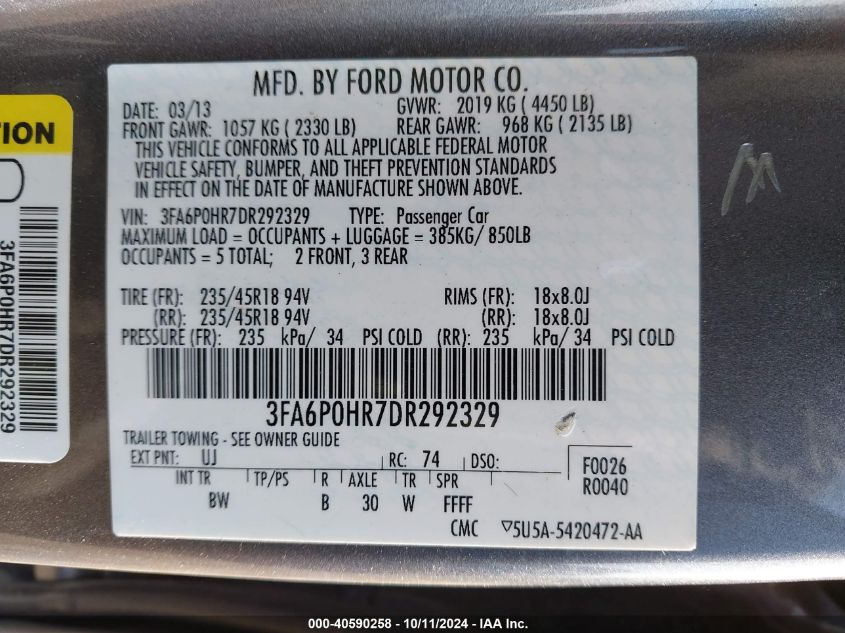 MFD. BY FORD MOTOR CO.
DATE: 03/13 GVWR: 2019 KG ( 4450 LB)
FRONT GAWR: 1057 KG ( 2330 LB) REAR GAWR: 968 KG ( 2135 LB)
THIS VEHICLE CONFORMS TO ALL APPLICABLE FEDERAL MOTOR
VEHICLE SAFETY, BUMPER, AND THEFT PREVENTION STANDARDS
IN EFFECT ON THE DATE OF MANUFACTURE SHOWN ABOVE.
VIN: 3FA6P0HR7DR292329 TYPE: Passenger Car
MAXIMUM LOAD = OCCUPANTS + LUGGAGE = 385KG/ 850LB
OCCUPANTS = 5 TOTAL; 2 FRONT, 3 REAR
TIRE (FR): 235/45R18 94V RIMS (FR): 18x8.0J
(RR): 235/45R18 94V (RR): 18x8.0J
PRESSURE (FR): 235 kPa/ 34 PSI COLD (RR): 235 kPa/ 34 PSI COLD
3FA6P0HR7DR292329
TRAILER TOWING - SEE OWNER GUIDE
EXT PNT: UJ RC: 74 DSO: F0026
INT TR TP/PS R AXLE TR SPR R0040
BW B 30 W FFFF
CMC 5U5A-5420472-AA
3FA6P0HR7DR292329
000-40590258 - 10/11/2024 - IAA Inc.